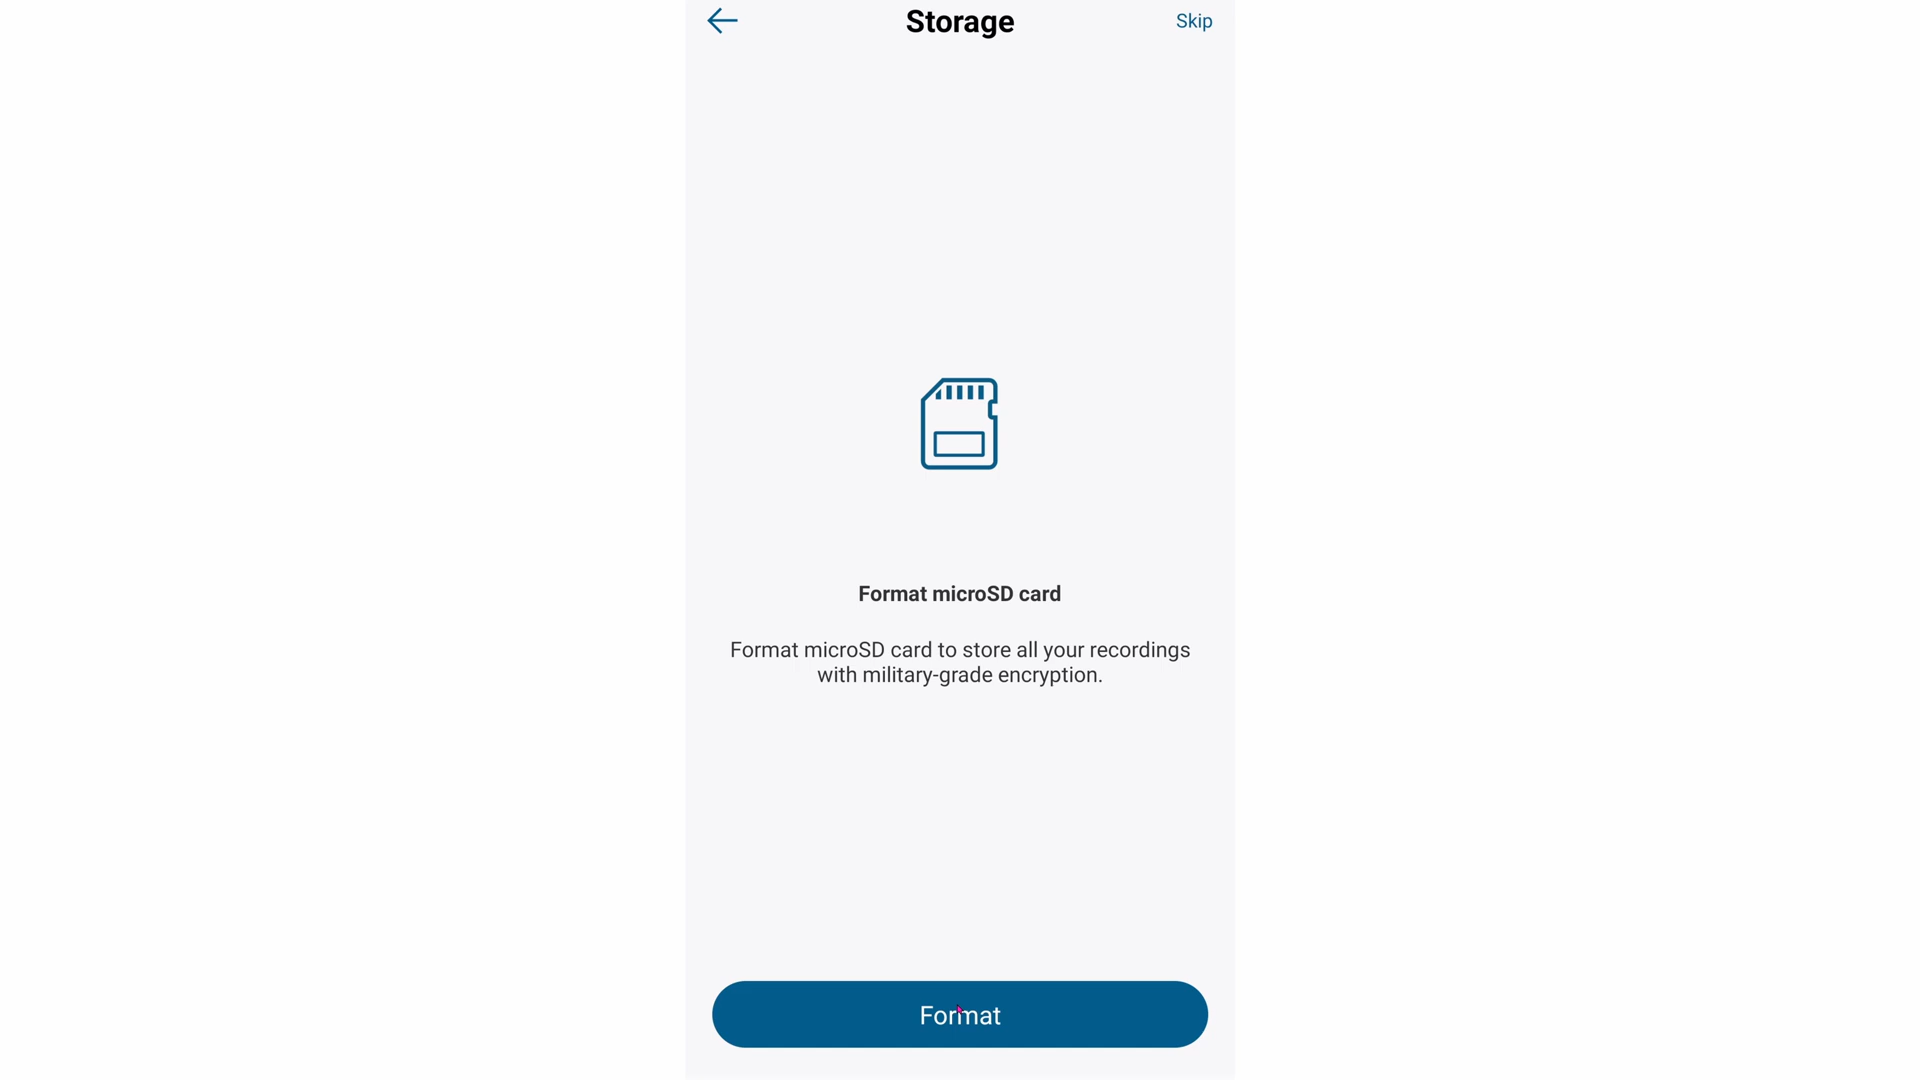 Storage
Skip
Format microSD card
Format microSD card to store all your recordings
with military-grade encryption.
Format